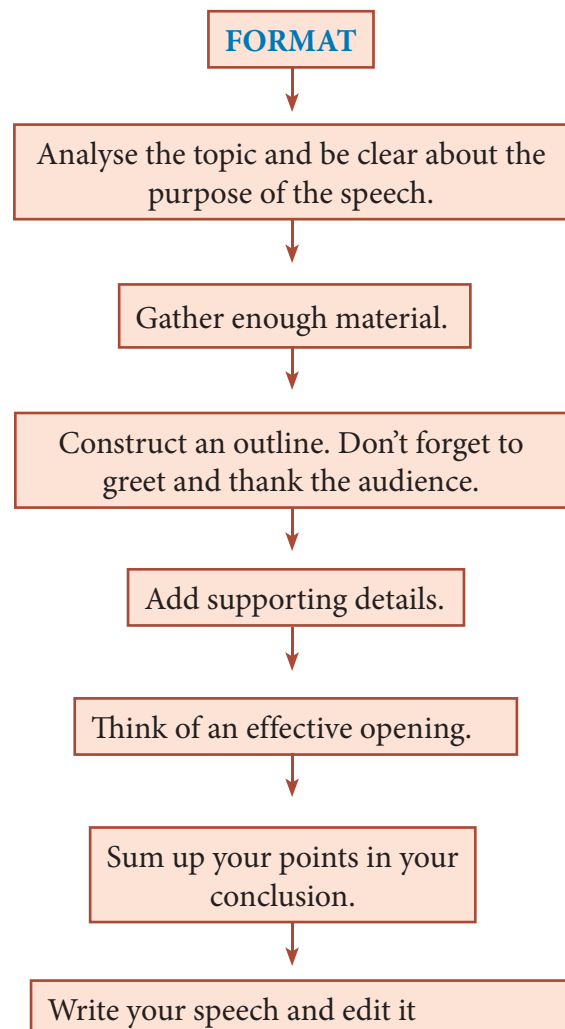 FORMAT
Analyse the topic and be clear about the
purpose of the speech.
Gather enough material.
Construct an outline. Don’t forget to
greet and thank the audience.
Add supporting details.
Think of an effective opening.
Sum up your points in your
conclusion.
Write your speech and edit it